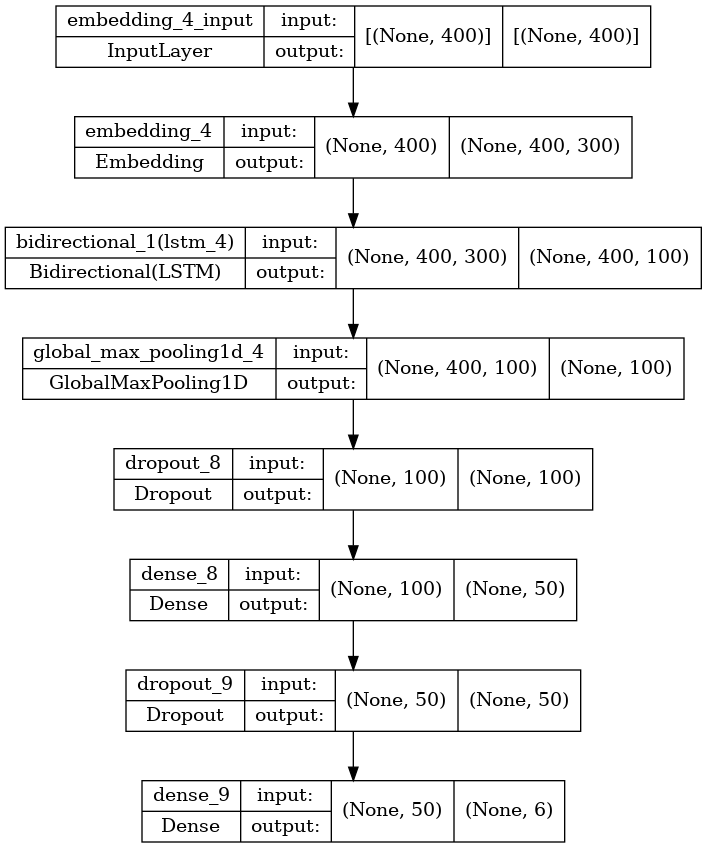 embedding_4_input input: [(None, 400)] [(None, 400)]
InputLayer output:
embedding_4 input: (None, 400) (None, 400, 300)
Embedding output:
bidirectional_1(lstm_4) input: (None, 400, 300) (None, 400, 100)
Bidirectional(LSTM) output:
global_max_pooling1d_4 input: (None, 400, 100) (None, 100)
GlobalMaxPooling1D output:
dropout_8 input: (None, 100) (None, 100)
Dropout output:
dense_8 input: (None, 100) (None, 50)
Dense output:
dropout_9 input: (None, 50) (None, 50)
Dropout output:
dense_9 input: (None, 50) (None, 6)
Dense output: